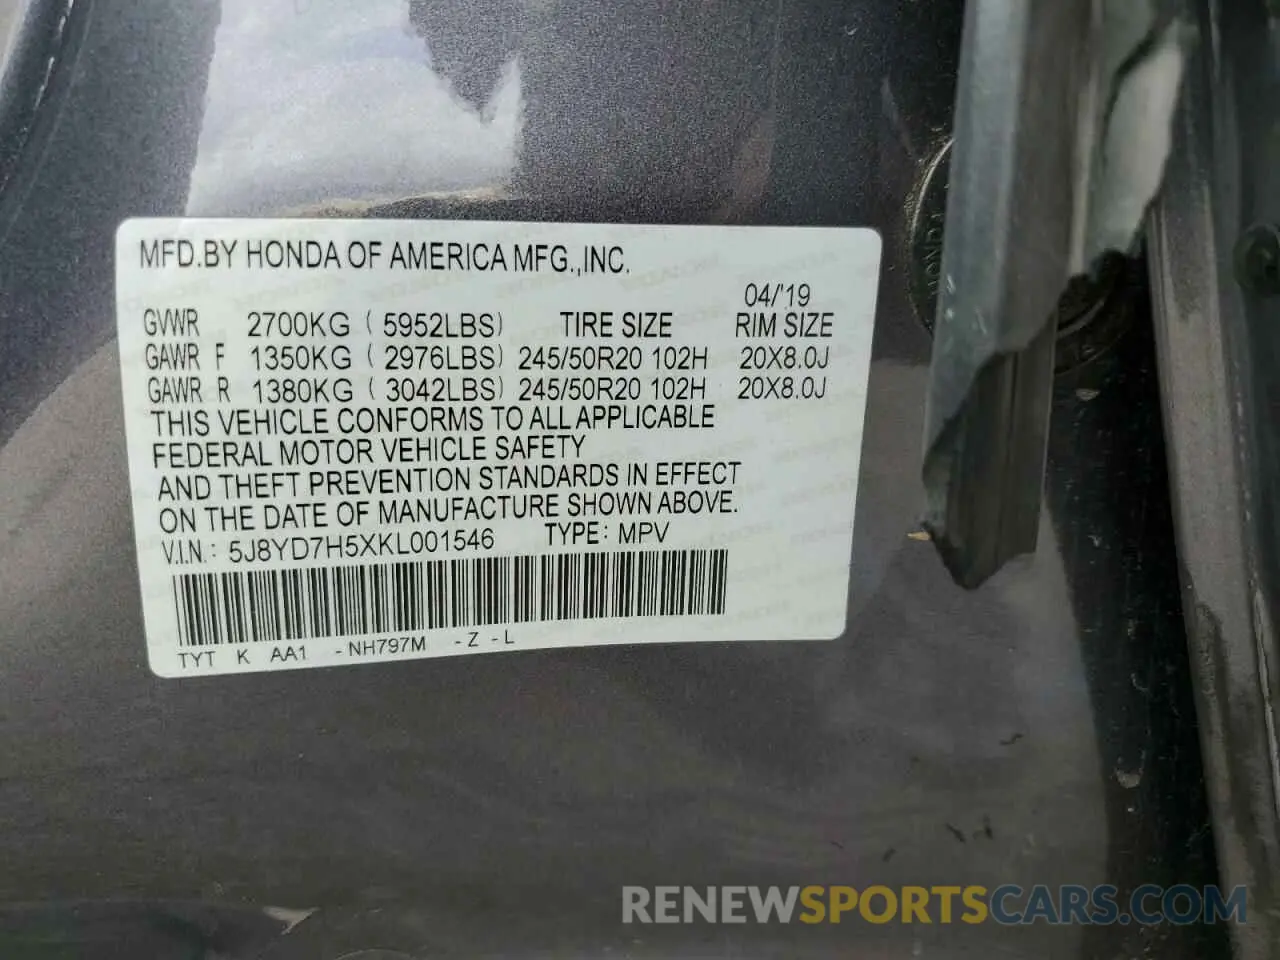 MFD.BY HONDA OF AMERICA MFG.,INC.
04/'19
GVWR 2700KG ( 5952LBS) TIRE SIZE RIM SIZE
GAWR F 1350KG ( 2976LBS) 245/50R20 102H 20X8.0J
GAWR R 1380KG ( 3042LBS) 245/50R20 102H 20X8.0J
THIS VEHICLE CONFORMS TO ALL APPLICABLE
FEDERAL MOTOR VEHICLE SAFETY
AND THEFT PREVENTION STANDARDS IN EFFECT
ON THE DATE OF MANUFACTURE SHOWN ABOVE.
V.I.N.: 5J8YD7H5XKL001546 TYPE: MPV
TYT K AA1 -NH797M -Z -L
HONDA
RENEWSPORTSCARS.COM